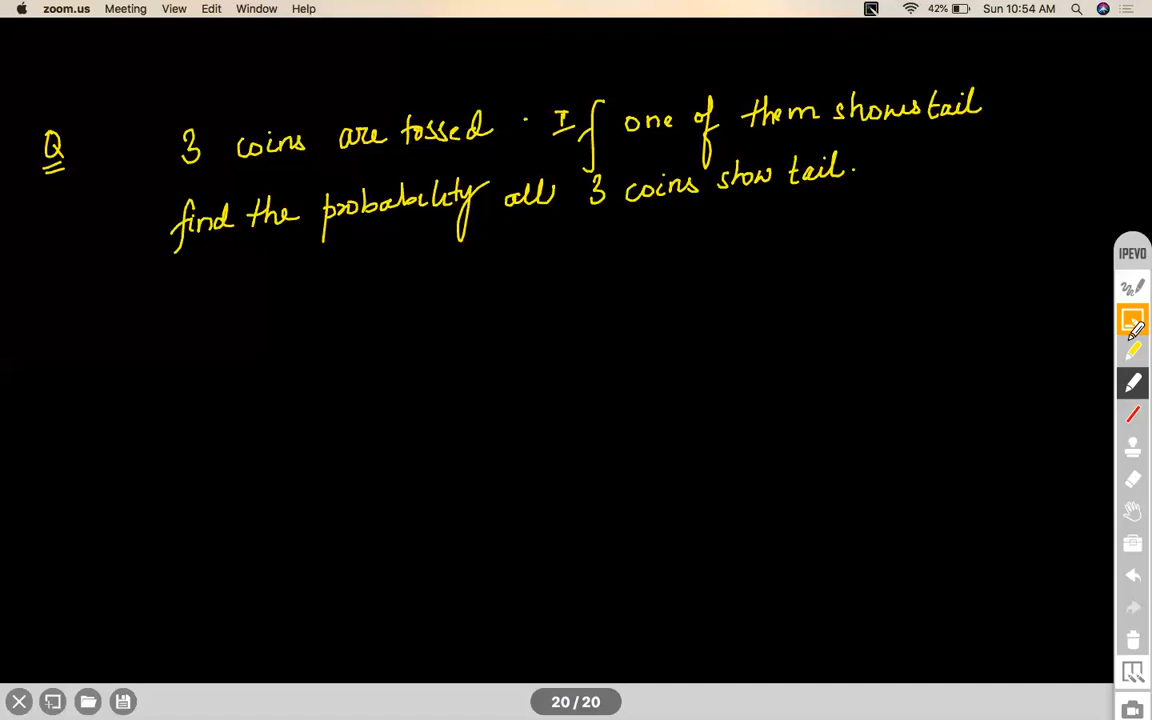 zoom.us Meeting View Edit Window Help 42% Sun 10:54 AM
Q 3 coins are tossed . If one of them shows tail
find the probability all 3 coins show tail.
IPEVO
20 / 20